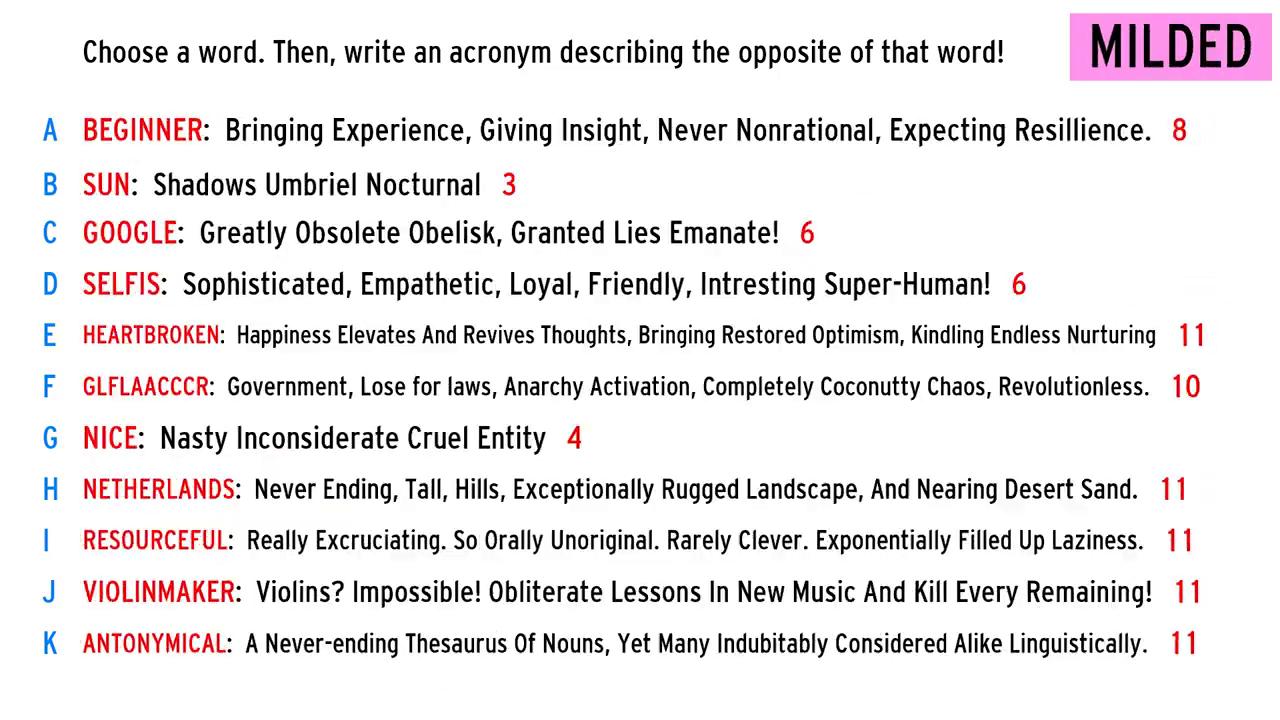 Choose a word. Then, write an acronym describing the opposite of that word!
MILDED
A BEGINNER: Bringing Experience, Giving Insight, Never Nonrational, Expecting Resillience. 8
B SUN: Shadows Umbriel Nocturnal 3
C GOOGLE: Greatly Obsolete Obelisk, Granted Lies Emanate! 6
D SELFIS: Sophisticated, Empathetic, Loyal, Friendly, Intresting Super-Human! 6
E HEARTBROKEN: Happiness Elevates And Revives Thoughts, Bringing Restored Optimism, Kindling Endless Nurturing 11
F GLFLAACCCR: Government, Lose for laws, Anarchy Activation, Completely Coconutty Chaos, Revolutionless. 10
G NICE: Nasty Inconsiderate Cruel Entity 4
H NETHERLANDS: Never Ending, Tall, Hills, Exceptionally Rugged Landscape, And Nearing Desert Sand. 11
I RESOURCEFUL: Really Excruciating. So Orally Unoriginal. Rarely Clever. Exponentially Filled Up Laziness. 11
J VIOLINMAKER: Violins? Impossible! Obliterate Lessons In New Music And Kill Every Remaining! 11
K ANTONYMICAL: A Never-ending Thesaurus Of Nouns, Yet Many Indubitably Considered Alike Linguistically. 11